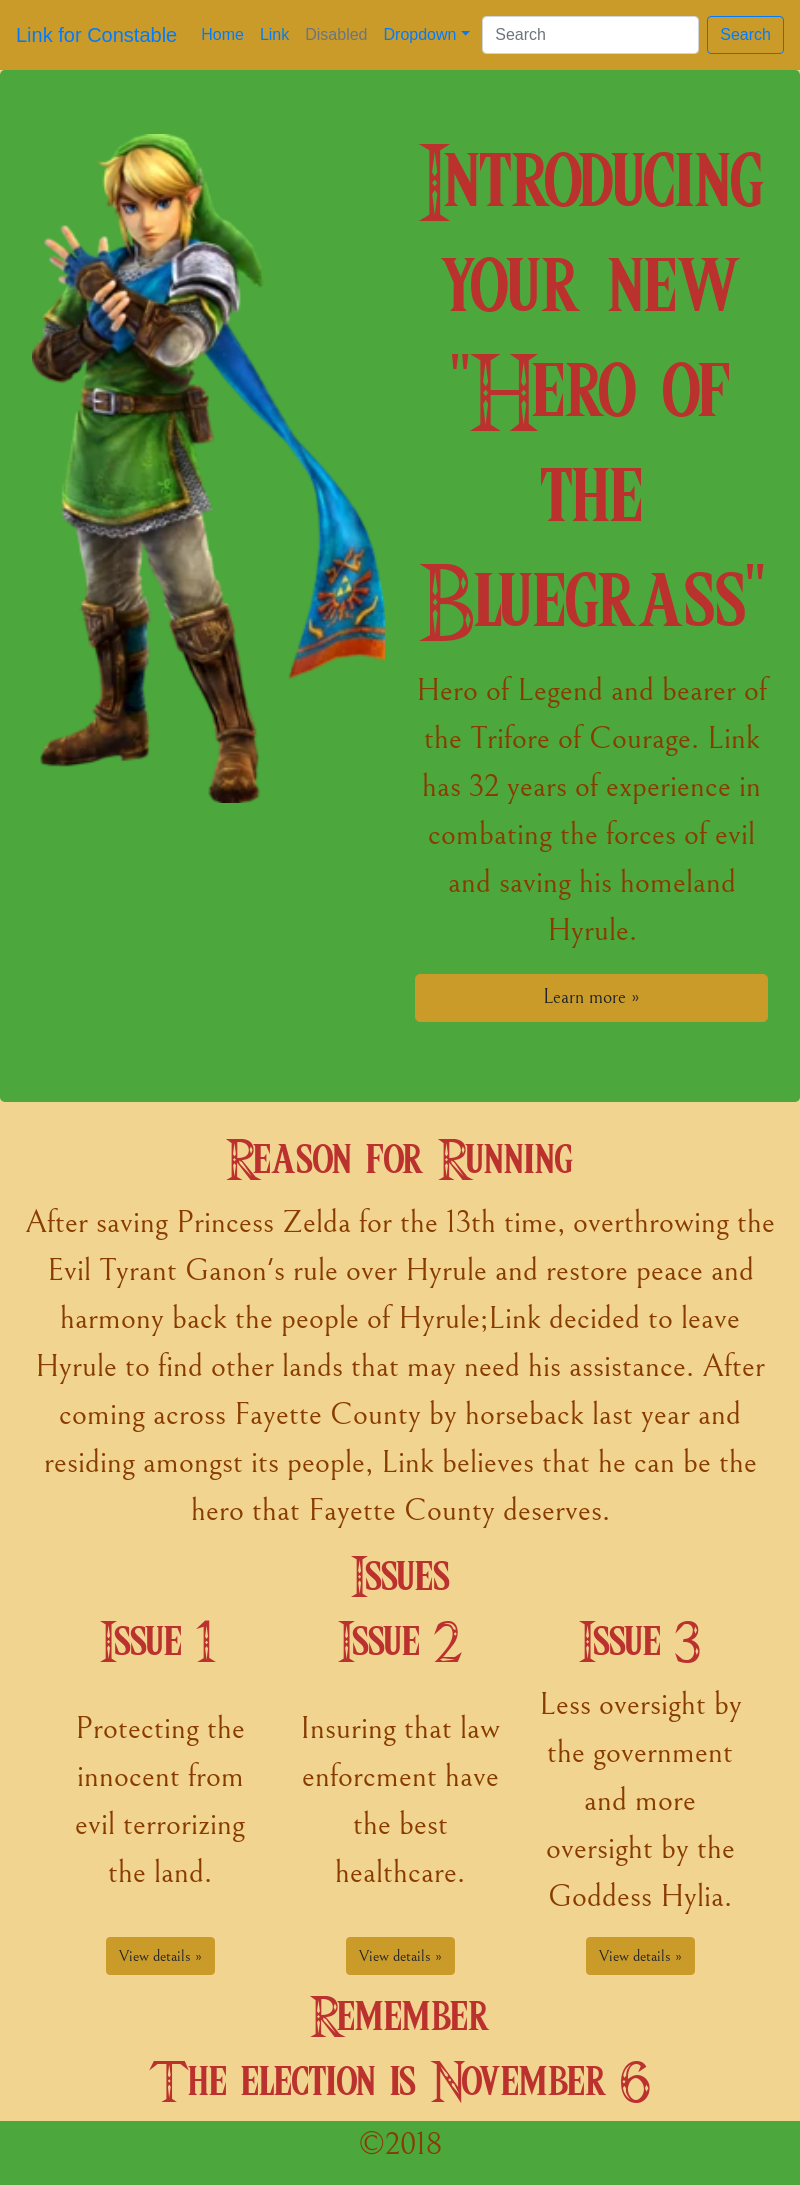 Link for Constable Home Link Disabled Dropdown Search Search
Introducing
your new
"Hero of
the
Bluegrass"
Hero of Legend and bearer of
the Trifore of Courage. Link
has 32 years of experience in
combating the forces of evil
and saving his homeland
Hyrule.
Learn more »
Reason for Running
After saving Princess Zelda for the 13th time, overthrowing the
Evil Tyrant Ganon's rule over Hyrule and restore peace and
harmony back the people of Hyrule;Link decided to leave
Hyrule to find other lands that may need his assistance. After
coming across Fayette County by horseback last year and
residing amongst its people, Link believes that he can be the
hero that Fayette County deserves.
Issues
Issue 1
Protecting the
innocent from
evil terrorizing
the land.
View details »
Issue 2
Insuring that law
enforcment have
the best
healthcare.
View details »
Issue 3
Less oversight by
the government
and more
oversight by the
Goddess Hylia.
View details »
Remember
The election is November 6
©2018